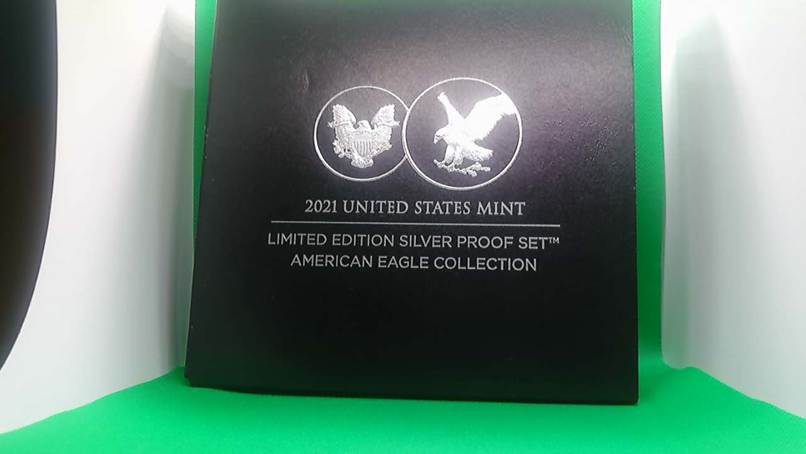 2021 UNITED STATES MINT
LIMITED EDITION SILVER PROOF SET™
AMERICAN EAGLE COLLECTION